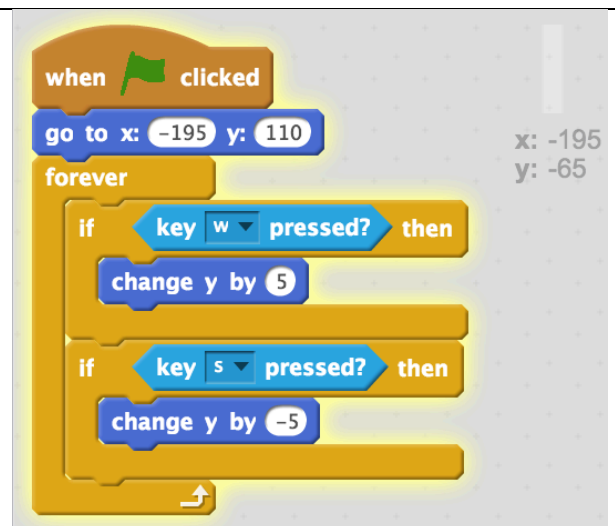 when clicked
go to x: -195 y: 110
forever
if key w pressed? then
change y by 5
if key s pressed? then
change y by -5
x: -195
y: -65